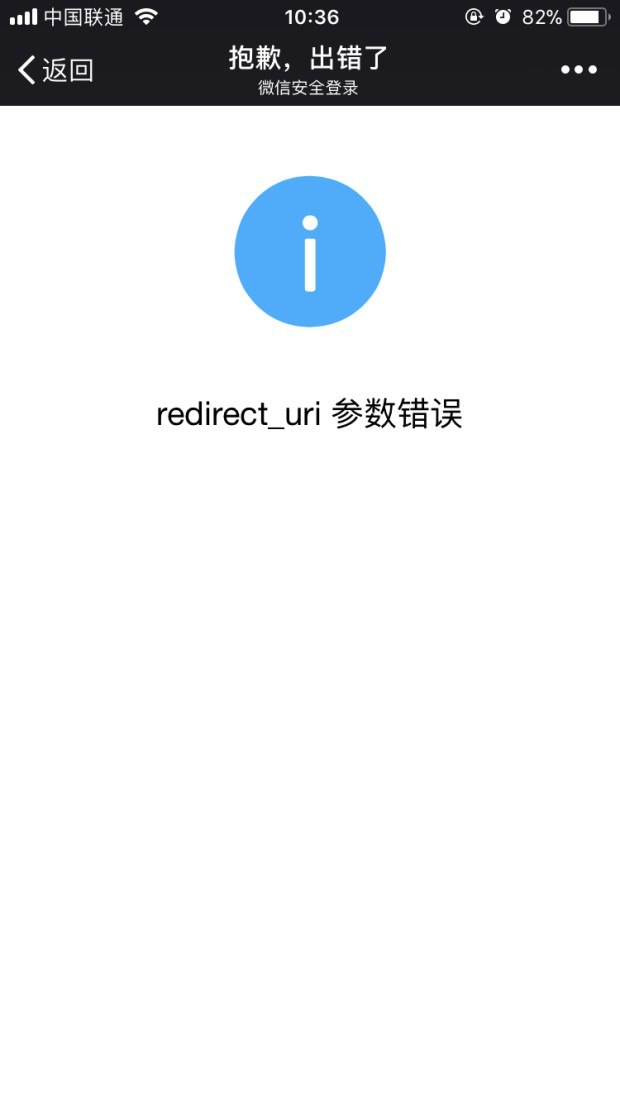 中国联通 10:36 82%
返回 抱歉，出错了
微信安全登录
i
redirect_uri 参数错误